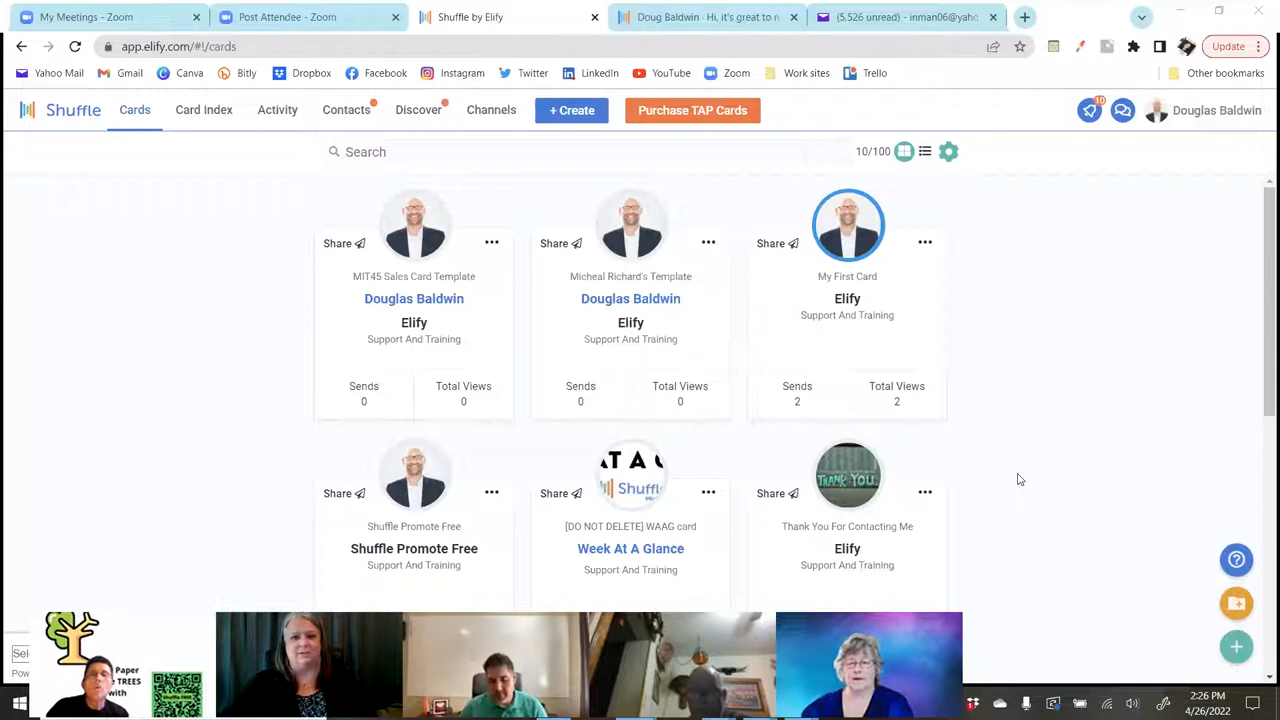 My Meetings - Zoom
Post Attendee - Zoom
Shuffle by Elify
Doug Baldwin - Hi, it's great to n
(5,526 unread) - inman06@yaho
app.elify.com/#!/cards
Update
Yahoo Mail
Gmail
Canva
Bitly
Dropbox
Facebook
Instagram
Twitter
LinkedIn
YouTube
Zoom
Work sites
Trello
Other bookmarks
Shuffle
Cards
Card Index
Activity
Contacts
Discover
Channels
+ Create
Purchase TAP Cards
10
Douglas Baldwin
Search
10/100
Share
MIT45 Sales Card Template
Douglas Baldwin
Elify
Support And Training
Sends
0
Total Views
0
Share
Micheal Richard's Template
Douglas Baldwin
Elify
Support And Training
Sends
0
Total Views
0
Share
My First Card
Elify
Support And Training
Sends
2
Total Views
2
Share
Shuffle Promote Free
Shuffle Promote Free
Support And Training
AT A
Shuffle
Share
[DO NOT DELETE] WAAG card
Week At A Glance
Support And Training
THANK YOU
Share
Thank You For Contacting Me
Elify
Support And Training
Sel
Pow
Paper
TREES
with
Shuffle FREE
2:26 PM
4/26/2022